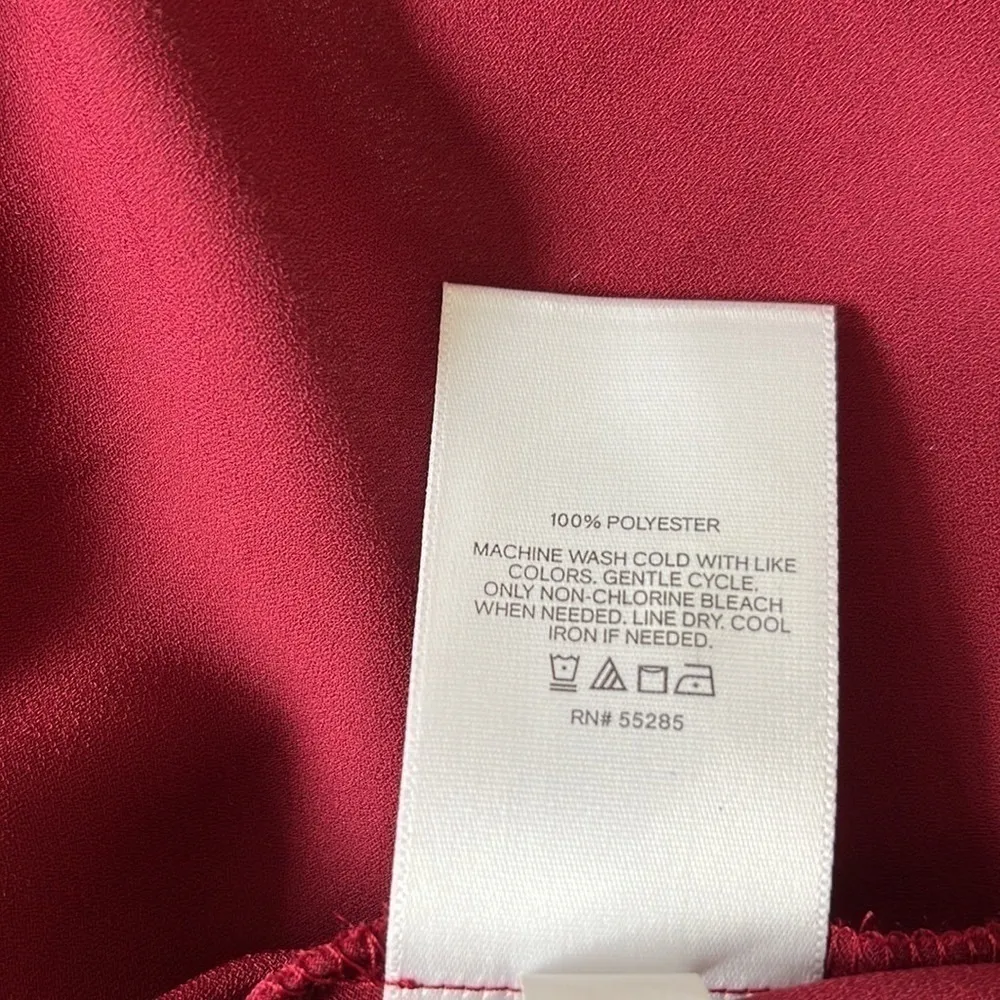 100% POLYESTER
MACHINE WASH COLD WITH LIKE
COLORS. GENTLE CYCLE.
ONLY NON-CHLORINE BLEACH
WHEN NEEDED. LINE DRY. COOL
IRON IF NEEDED.
RN# 55285